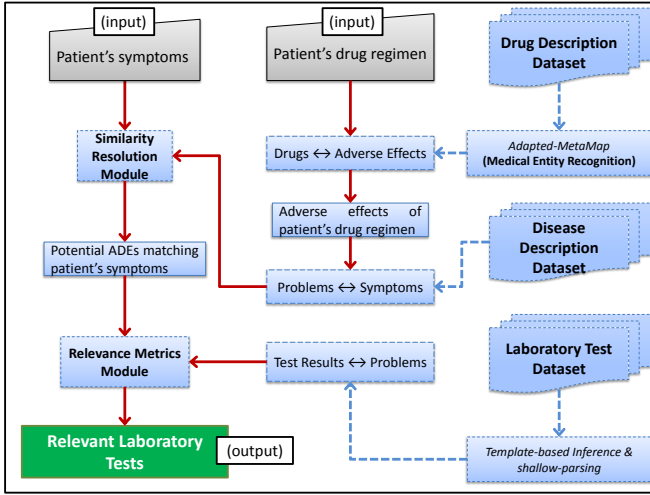 (input)
Patient's symptoms
(input)
Patient's drug regimen
Drug Description
Dataset
Similarity
Resolution
Module
Drugs ↔ Adverse Effects
Adapted-MetaMap
(Medical Entity Recognition)
Adverse effects of
patient's drug regimen
Disease
Description
Dataset
Potential ADEs matching
patient's symptoms
Problems ↔ Symptoms
Relevance Metrics
Module
Test Results ↔ Problems
Laboratory Test
Dataset
Relevant Laboratory
Tests
(output)
Template-based Inference &
shallow-parsing